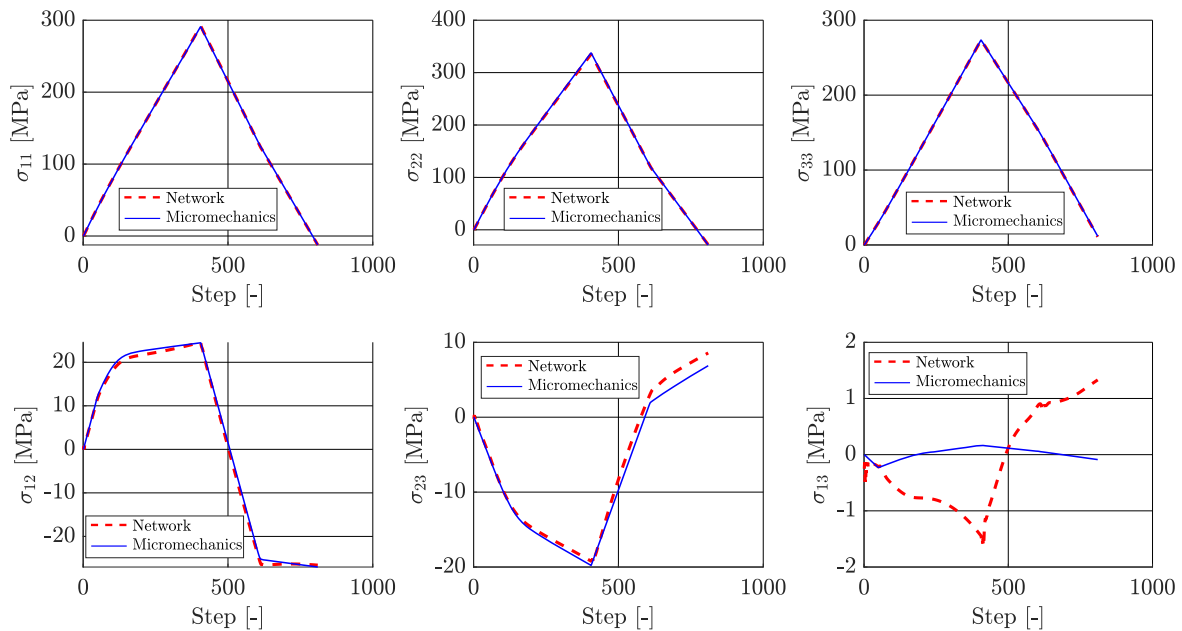 300
200
100
0
σ11 [MPa]
Network
Micromechanics
0 500 1000
Step [-]
400
300
200
100
0
σ22 [MPa]
Network
Micromechanics
0 500 1000
Step [-]
300
200
100
0
σ33 [MPa]
Network
Micromechanics
0 500 1000
Step [-]
20
10
0
-10
-20
σ12 [MPa]
Network
Micromechanics
0 500 1000
Step [-]
10
0
-10
-20
σ23 [MPa]
Network
Micromechanics
0 500 1000
Step [-]
2
1
0
-1
-2
σ13 [MPa]
Network
Micromechanics
0 500 1000
Step [-]